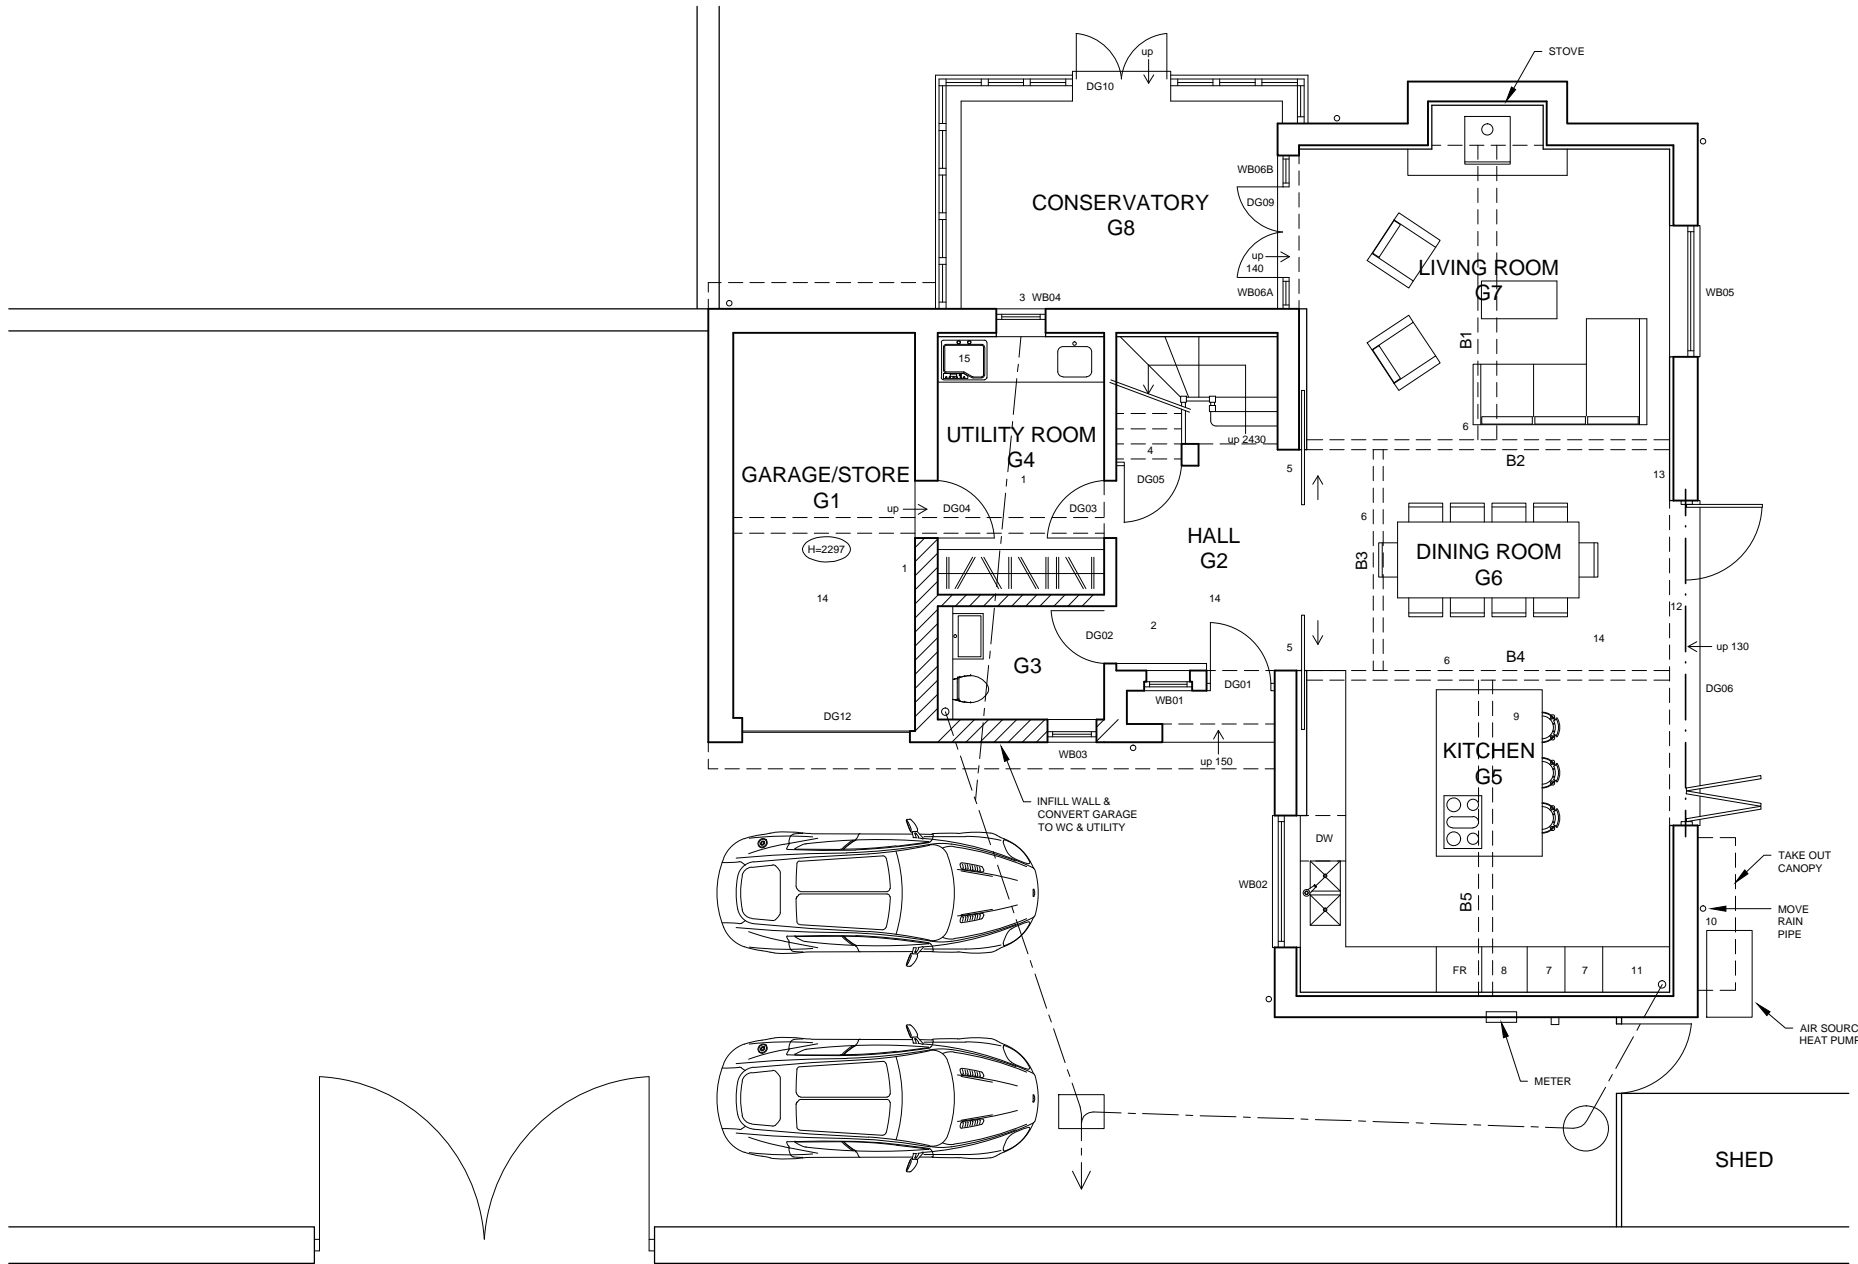 STOVE
up
DG10
WB06B
DG09
CONSERVATORY
G8
up
140
LIVING ROOM
G7
WB06A
WB05
3 WB04
15
B1
UTILITY ROOM
G4
1
6
up 2430
4
B2
5
13
GARAGE/STORE
G1
DG05
up
DG04
DG03
6
HALL
G2
B3
DINING ROOM
G6
H=2297
1
14
14
12
2
DG02
14
G3
5
6
B4
up 130
DG01
DG06
WB01
DG12
9
WB03
up 150
KITCHEN
G5
INFILL WALL &
CONVERT GARAGE
TO WC & UTILITY
DW
TAKE OUT
CANOPY
WB02
B5
MOVE
RAIN
PIPE
10
FR
8
7
7
11
AIR SOURC
HEAT PUMP
METER
SHED